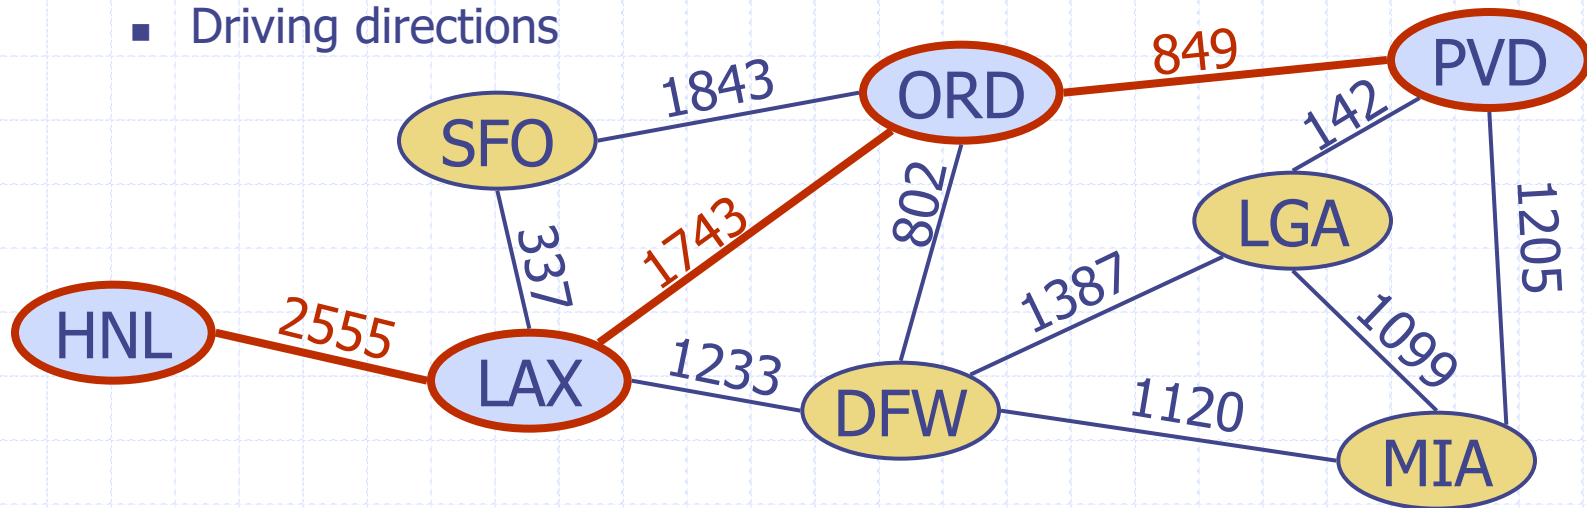 ▪ Driving directions
849
PVD
1843
ORD
142
SFO
802
LGA
1205
1743
337
1387
HNL
2555
1099
LAX
1233
DFW
1120
MIA